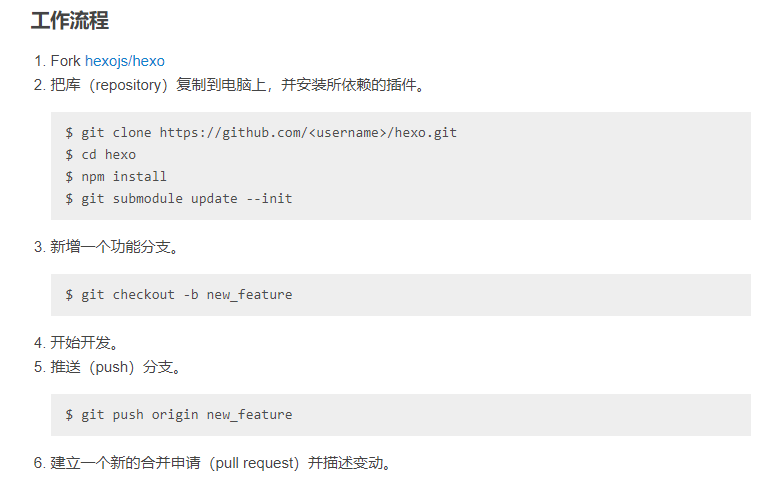 工作流程
1. Fork hexojs/hexo
2. 把库（repository）复制到电脑上，并安装所依赖的插件。
$ git clone https://github.com/<username>/hexo.git
$ cd hexo
$ npm install
$ git submodule update --init
3. 新增一个功能分支。
$ git checkout -b new_feature
4. 开始开发。
5. 推送（push）分支。
$ git push origin new_feature
6. 建立一个新的合并申请（pull request）并描述变动。